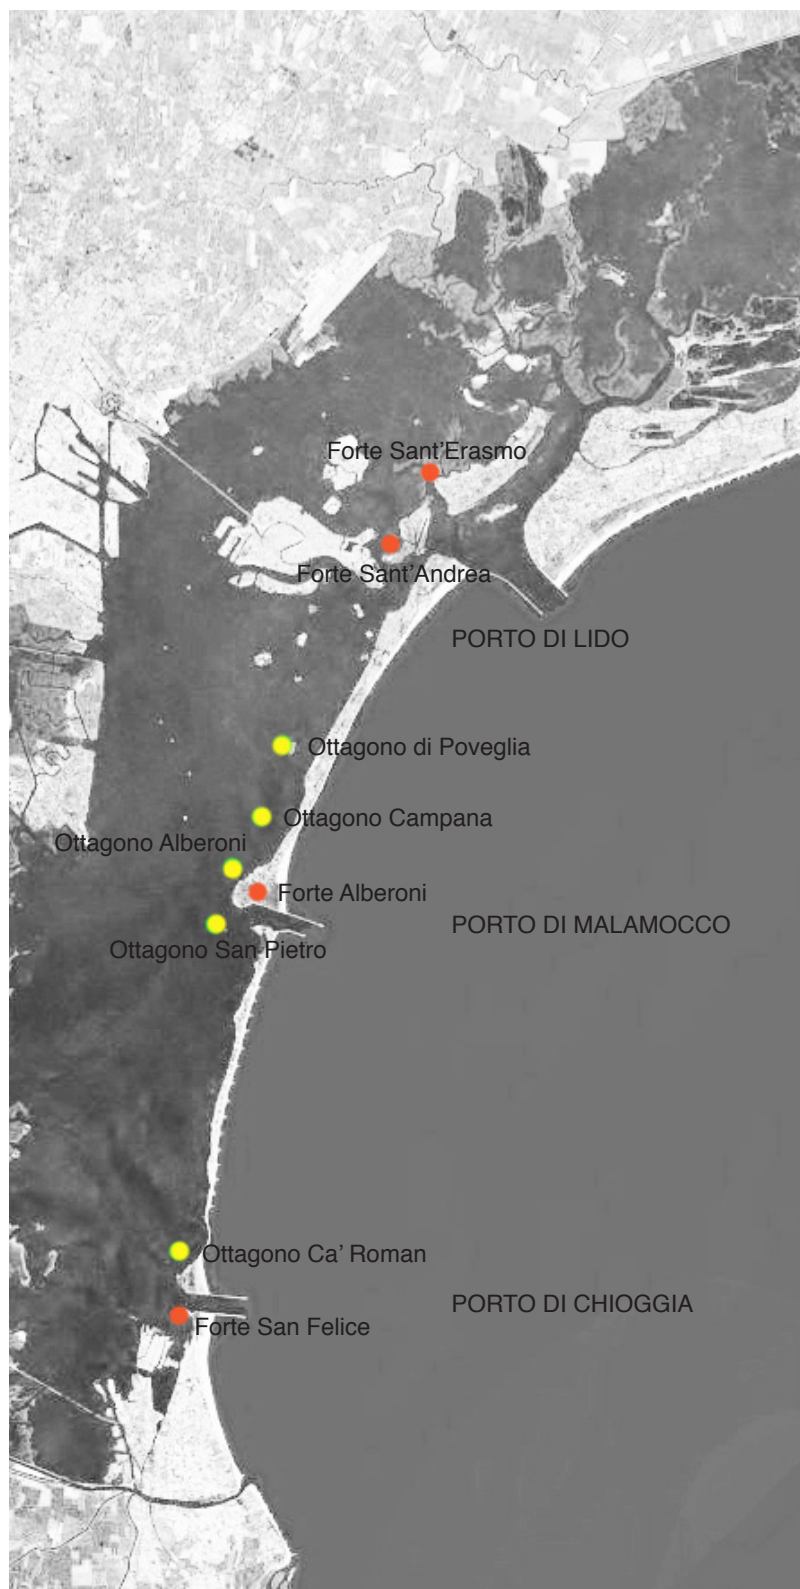 Forte Sant’Erasmo
Forte Sant’Andrea
PORTO DI LIDO
Ottagono di Poveglia
Ottagono Campana
Ottagono Alberoni
Forte Alberoni
PORTO DI MALAMOCCO
Ottagono San Pietro
Ottagono Ca’ Roman
PORTO DI CHIOGGIA
Forte San Felice